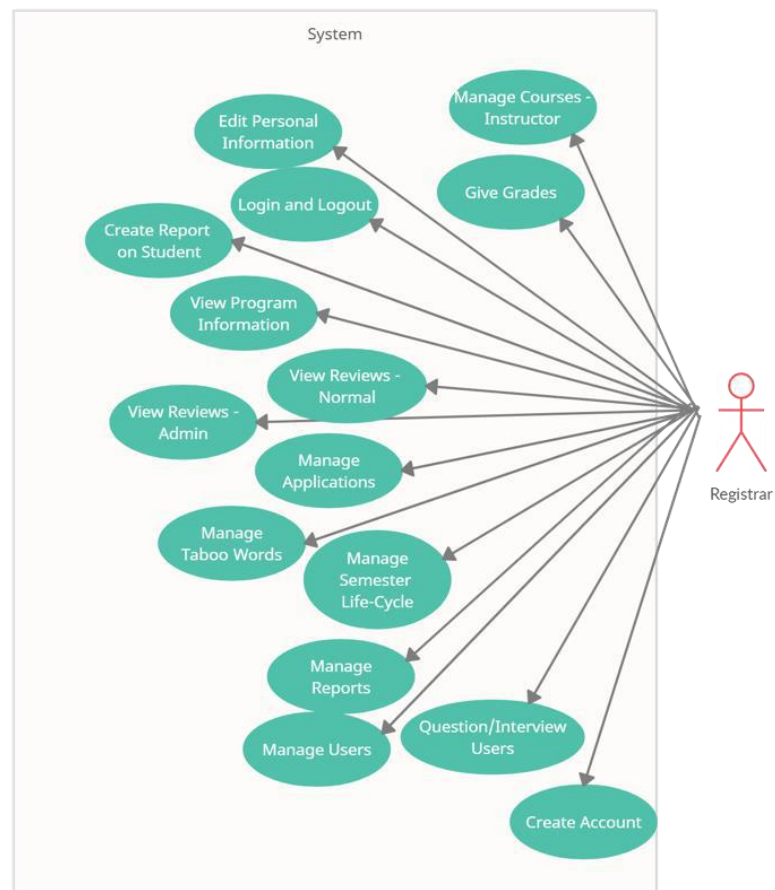 System
Manage Courses -
Instructor
Edit Personal
Information
Give Grades
Login and Logout
Create Report
on Student
View Program
Information
View Reviews -
Normal
View Reviews -
Admin
Manage
Applications
Registrar
Manage
Taboo Words
Manage
Semester
Life-Cycle
Manage
Reports
Question/Interview
Users
Manage Users
Create Account